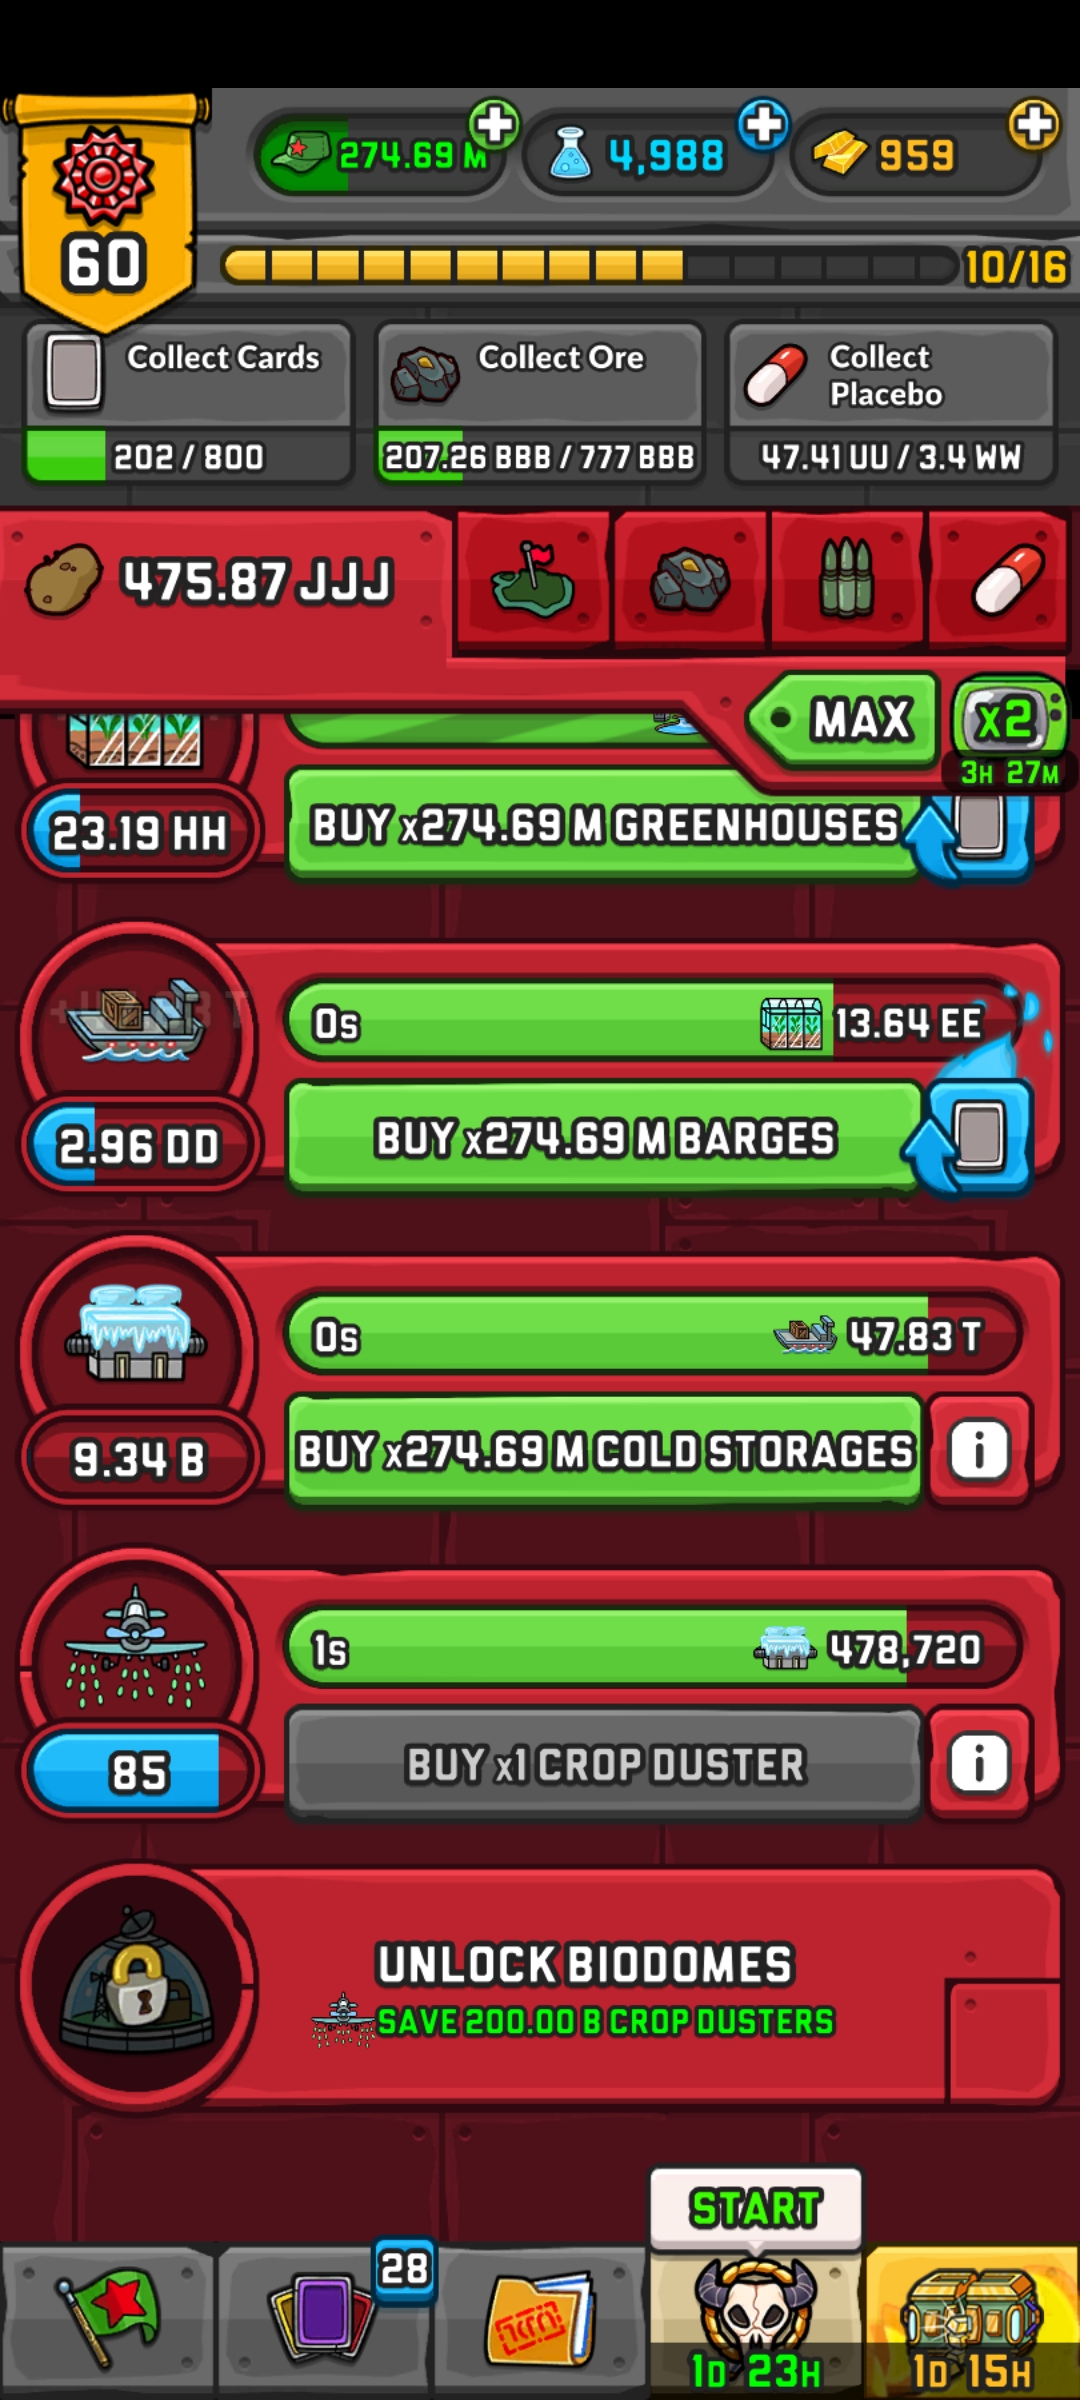 274.69 M
4,988
959
60
10/16
Collect Cards
202 / 800
Collect Ore
207.26 BBB / 777 BBB
Collect
Placebo
47.41 UU / 3.4 WW
475.87 JJJ
MAX
X2
3H 27M
23.19 HH
BUY x274.69 M GREENHOUSES
0s
13.64 EE
2.96 DD
BUY x274.69 M BARGES
0s
47.83 T
9.34 B
BUY x274.69 M COLD STORAGES
i
1s
478,720
85
BUY x1 CROP DUSTER
i
UNLOCK BIODOMES
SAVE 200.00 B CROP DUSTERS
START
28
1D 23H
1D 15H